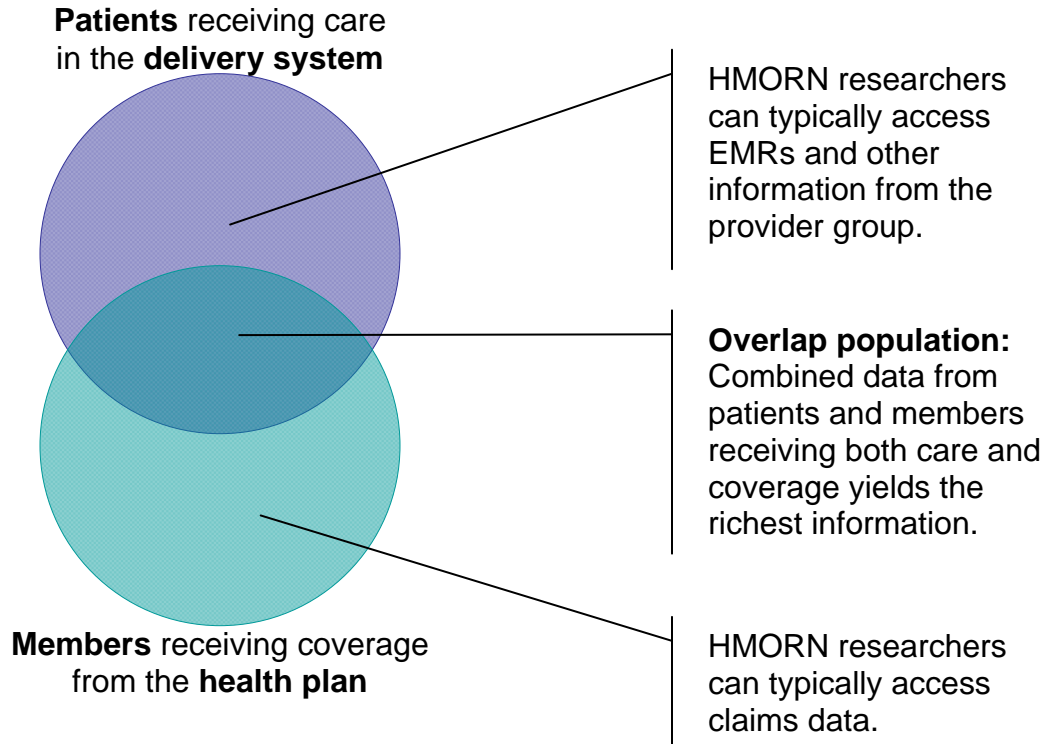 Patients receiving care
in the delivery system
HMORN researchers
can typically access
EMRs and other
information from the
provider group.
Overlap population:
Combined data from
patients and members
receiving both care and
coverage yields the
richest information.
Members receiving coverage
from the health plan
HMORN researchers
can typically access
claims data.